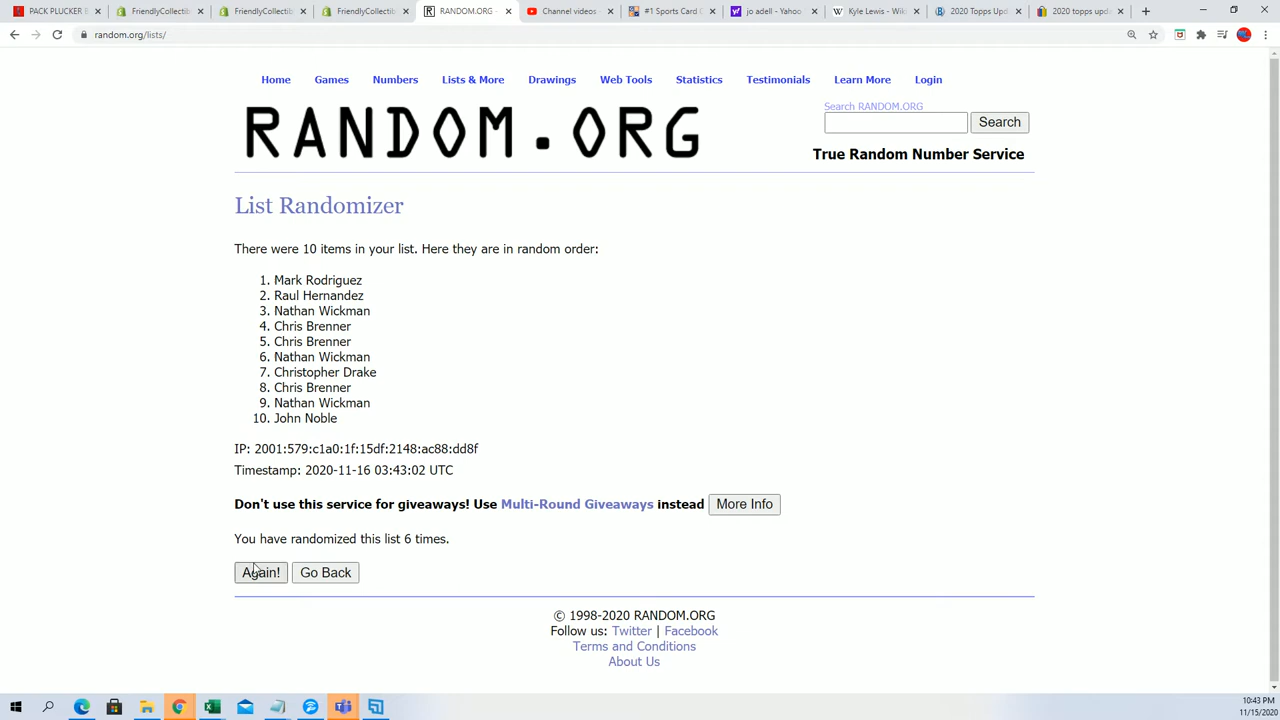 PACK PLUCKER B
FriendlyCollectib
FriendlyCollectib
FriendlyCollectib
RANDOM.ORG -
Channel videos
#1 Sports Card
jo adell - Yahoo
Kyle Lewis - Wik
2020 Topps Upd
2020 topps upda
random.org/lists/
Home Games Numbers Lists & More Drawings Web Tools Statistics Testimonials Learn More Login
RANDOM.ORG
Search RANDOM.ORG
Search
True Random Number Service
List Randomizer
There were 10 items in your list. Here they are in random order:
1. Mark Rodriguez
2. Raul Hernandez
3. Nathan Wickman
4. Chris Brenner
5. Chris Brenner
6. Nathan Wickman
7. Christopher Drake
8. Chris Brenner
9. Nathan Wickman
10. John Noble
IP: 2001:579:c1a0:1f:15df:2148:ac88:dd8f
Timestamp: 2020-11-16 03:43:02 UTC
Don't use this service for giveaways! Use Multi-Round Giveaways instead More Info
You have randomized this list 6 times.
Again! Go Back
© 1998-2020 RANDOM.ORG
Follow us: Twitter | Facebook
Terms and Conditions
About Us
10:43 PM
11/15/2020